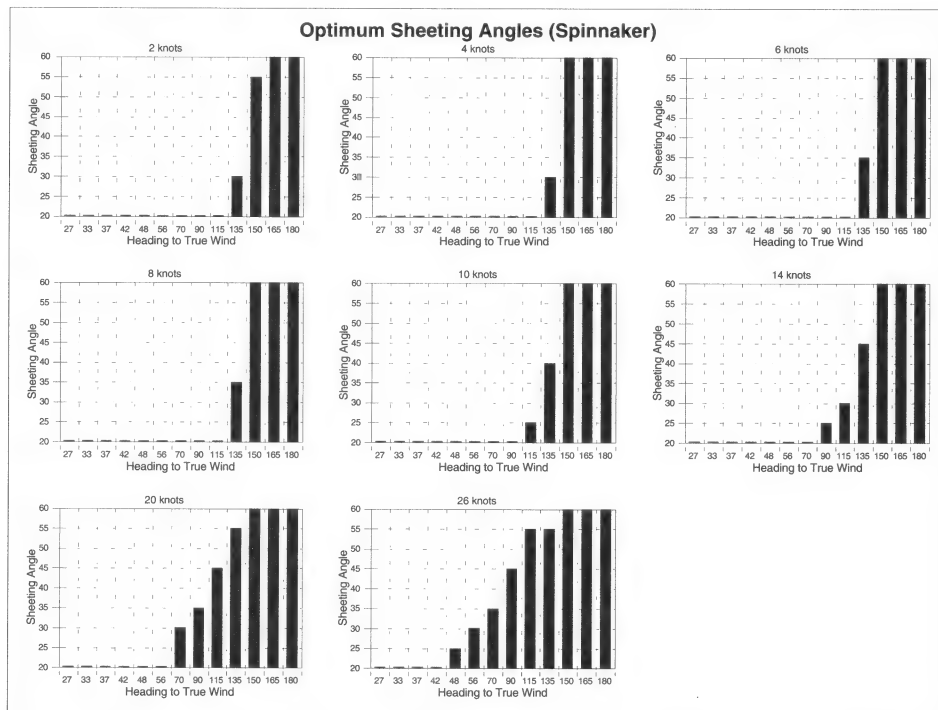 Optimum Sheeting Angles (Spinnaker)
2 knots
Sheeting Angle
60
55
50
45
40
35
30
25
20
27 33 37 42 48 56 70 90 115 135 150 165 180
Heading to True Wind
4 knots
Sheeting Angle
60
55
50
45
40
35
30
25
20
27 33 37 42 48 56 70 90 115 135 150 165 180
Heading to True Wind
6 knots
Sheeting Angle
60
55
50
45
40
35
30
25
20
27 33 37 42 48 56 70 90 115 135 150 165 180
Heading to True Wind
8 knots
Sheeting Angle
60
55
50
45
40
35
30
25
20
27 33 37 42 48 56 70 90 115 135 150 165 180
Heading to True Wind
10 knots
Sheeting Angle
60
55
50
45
40
35
30
25
20
27 33 37 42 48 56 70 90 115 135 150 165 180
Heading to True Wind
14 knots
Sheeting Angle
60
55
50
45
40
35
30
25
20
27 33 37 42 48 56 70 90 115 135 150 165 180
Heading to True Wind
20 knots
Sheeting Angle
60
55
50
45
40
35
30
25
20
27 33 37 42 48 56 70 90 115 135 150 165 180
Heading to True Wind
26 knots
Sheeting Angle
60
55
50
45
40
35
30
25
20
27 33 37 42 48 56 70 90 115 135 150 165 180
Heading to True Wind